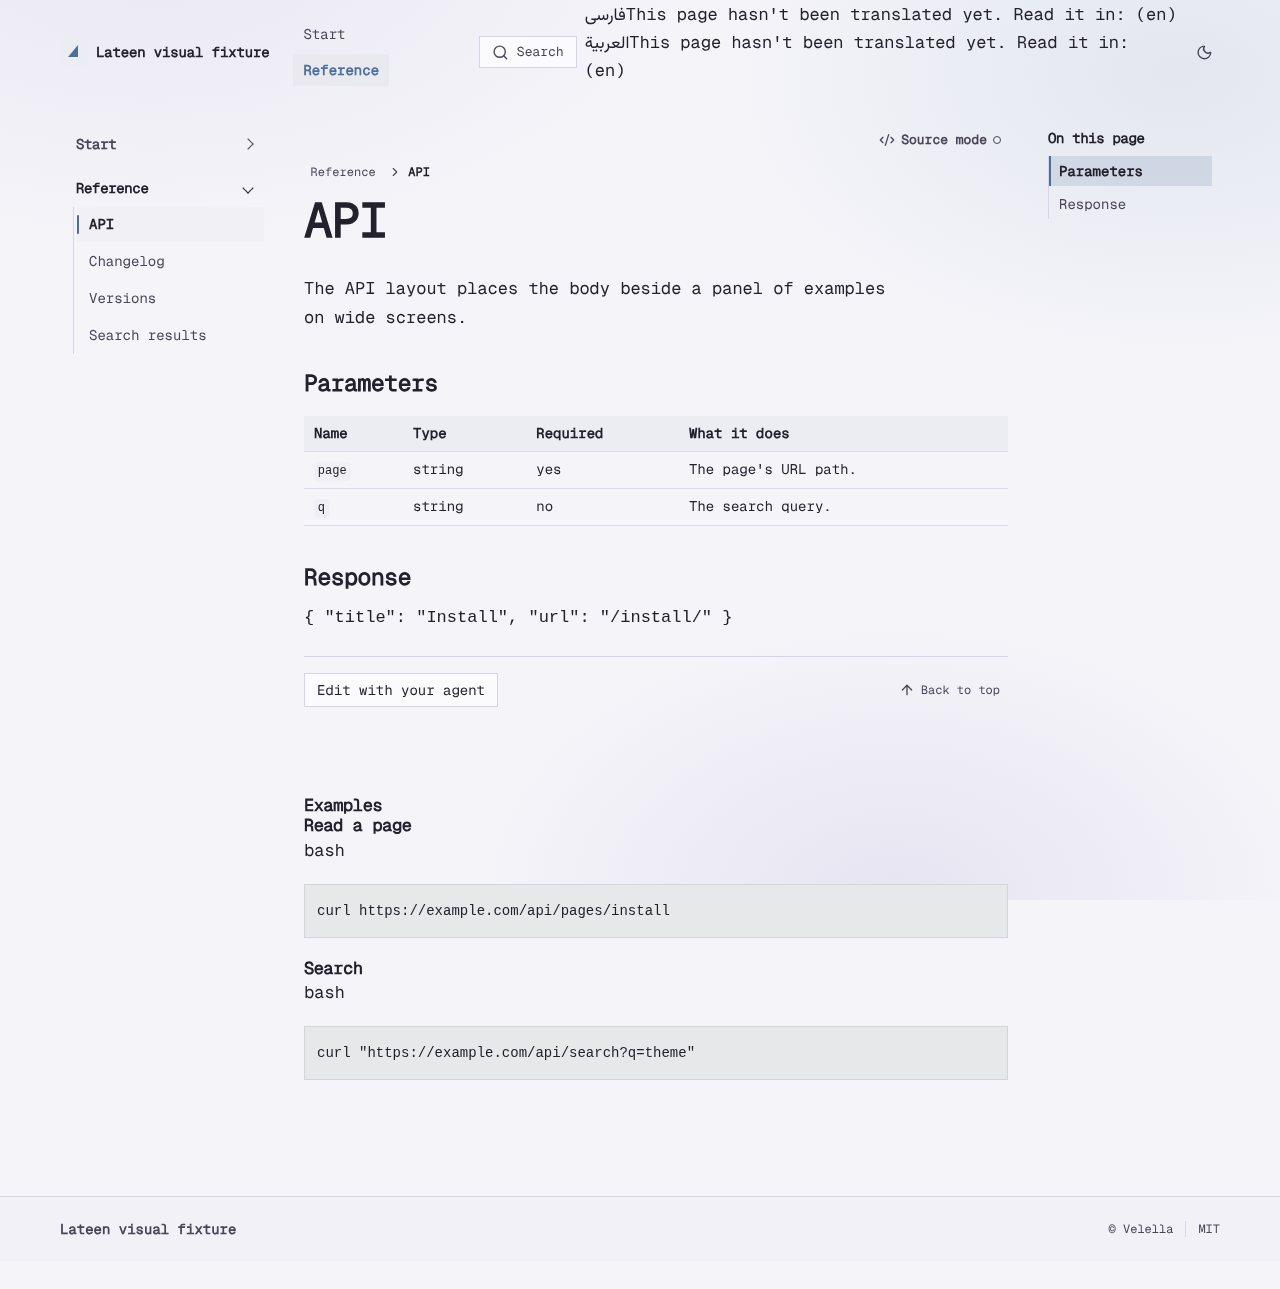 Lateen visual fixture
Start
Reference
Search
فارسیThis page hasn't been translated yet. Read it in: (en)
العربيةThis page hasn't been translated yet. Read it in:
(en)
Start
Reference
API
Changelog
Versions
Search results
Source mode
Reference > API
API
The API layout places the body beside a panel of examples
on wide screens.
Parameters
Name Type Required What it does
page string yes The page's URL path.
q string no The search query.
Response
{ "title": "Install", "url": "/install/" }
Edit with your agent
Back to top
Examples
Read a page
bash
curl https://example.com/api/pages/install
Search
bash
curl "https://example.com/api/search?q=theme"
On this page
Parameters
Response
Lateen visual fixture
© Velella
MIT